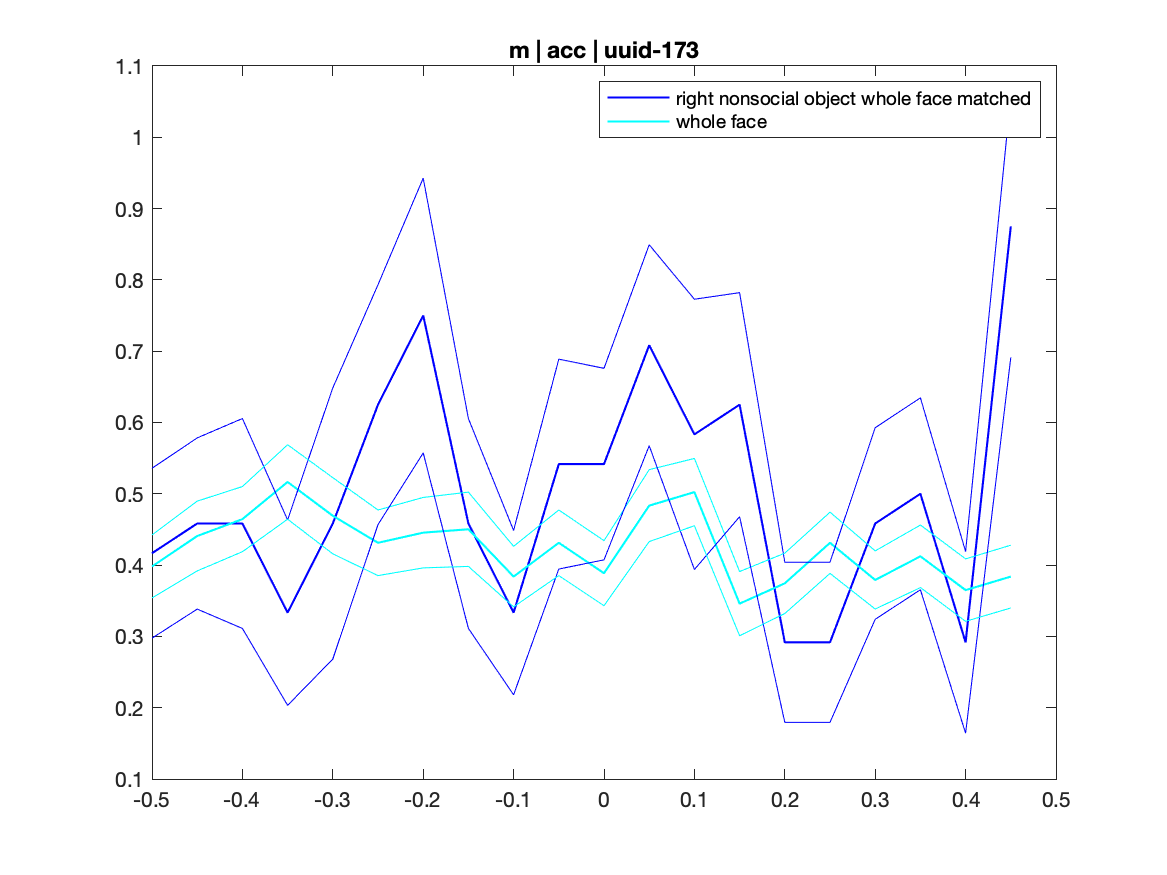 m | acc | uuid-173
right nonsocial object whole face matched
whole face
1.1
1
0.9
0.8
0.7
0.6
0.5
0.4
0.3
0.2
0.1
-0.5 -0.4 -0.3 -0.2 -0.1 0 0.1 0.2 0.3 0.4 0.5